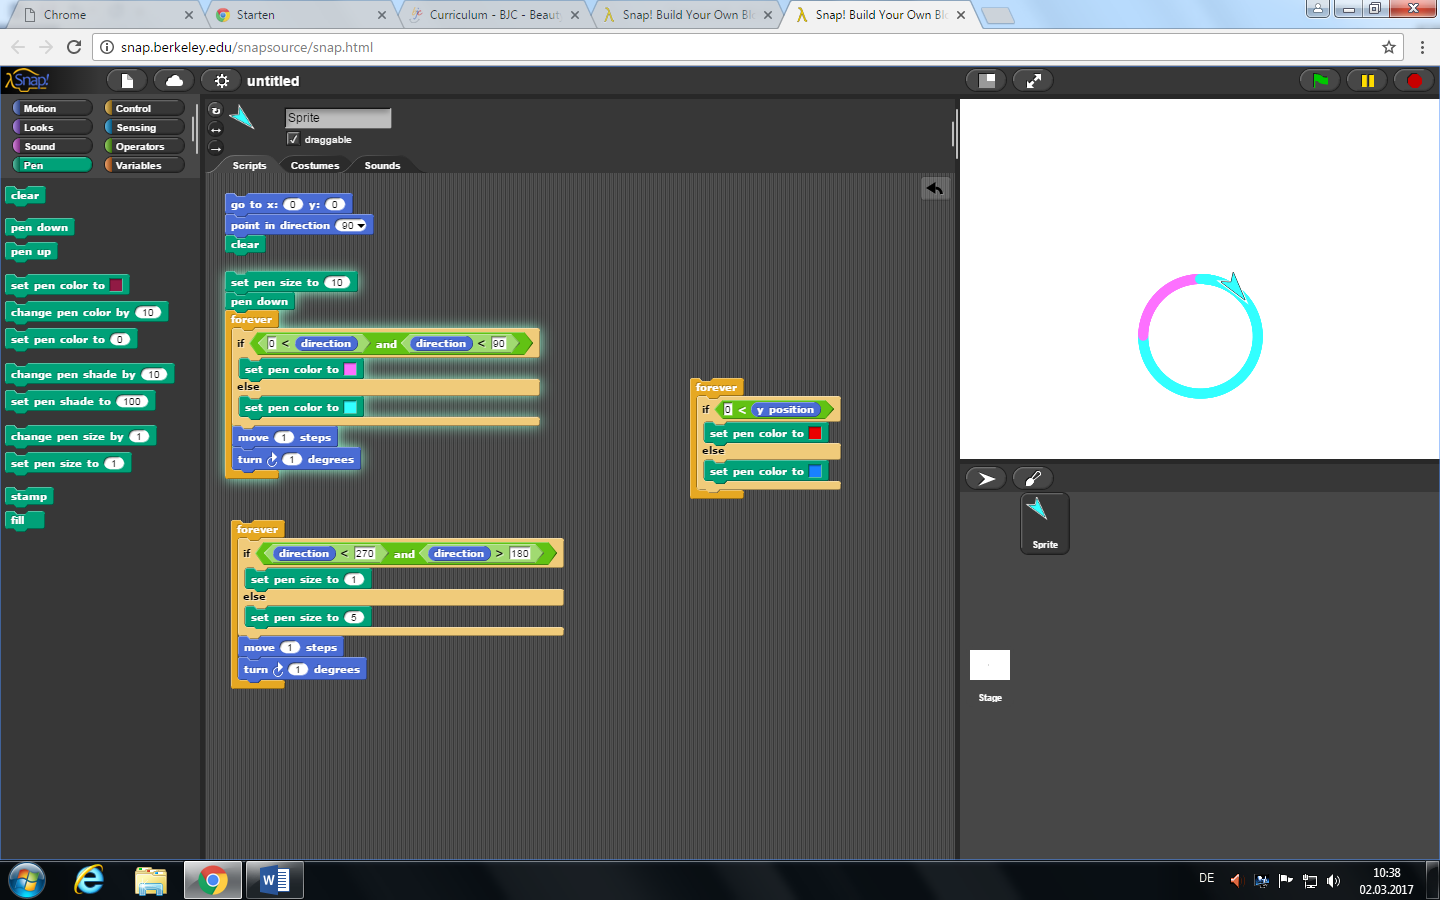 Chrome
Starten
Curriculum - BJC - Beaut
Snap! Build Your Own Blo
Snap! Build Your Own Blo
snap.berkeley.edu/snapsource/snap.html
Snap!
untitled
Motion
Control
Looks
Sensing
Sound
Operators
Pen
Variables
Sprite
draggable
Scripts
Costumes
Sounds
clear
pen down
pen up
set pen color to
change pen color by 10
set pen color to 0
change pen shade by 10
set pen shade to 100
change pen size by 1
set pen size to 1
stamp
fill
go to x: 0 y: 0
point in direction 90
clear
set pen size to 10
pen down
forever
if 0 < direction and direction < 90
set pen color to
else
set pen color to
move 1 steps
turn 1 degrees
forever
if direction < 270 and direction > 180
set pen size to 1
else
set pen size to 5
move 1 steps
turn 1 degrees
forever
if 0 < y position
set pen color to
else
set pen color to
Sprite
Stage
DE
10:38
02.03.2017